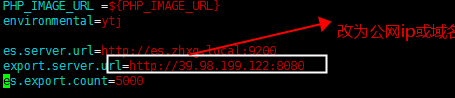 PHP_IMAGE_URL =${PHP_IMAGE_URL}
environmental=ytj
es.server.url=http://es.zhxg.local:9200
改为公网ip或域名
export.server.url=http://39.98.199.122:8080
es.export.count=5000